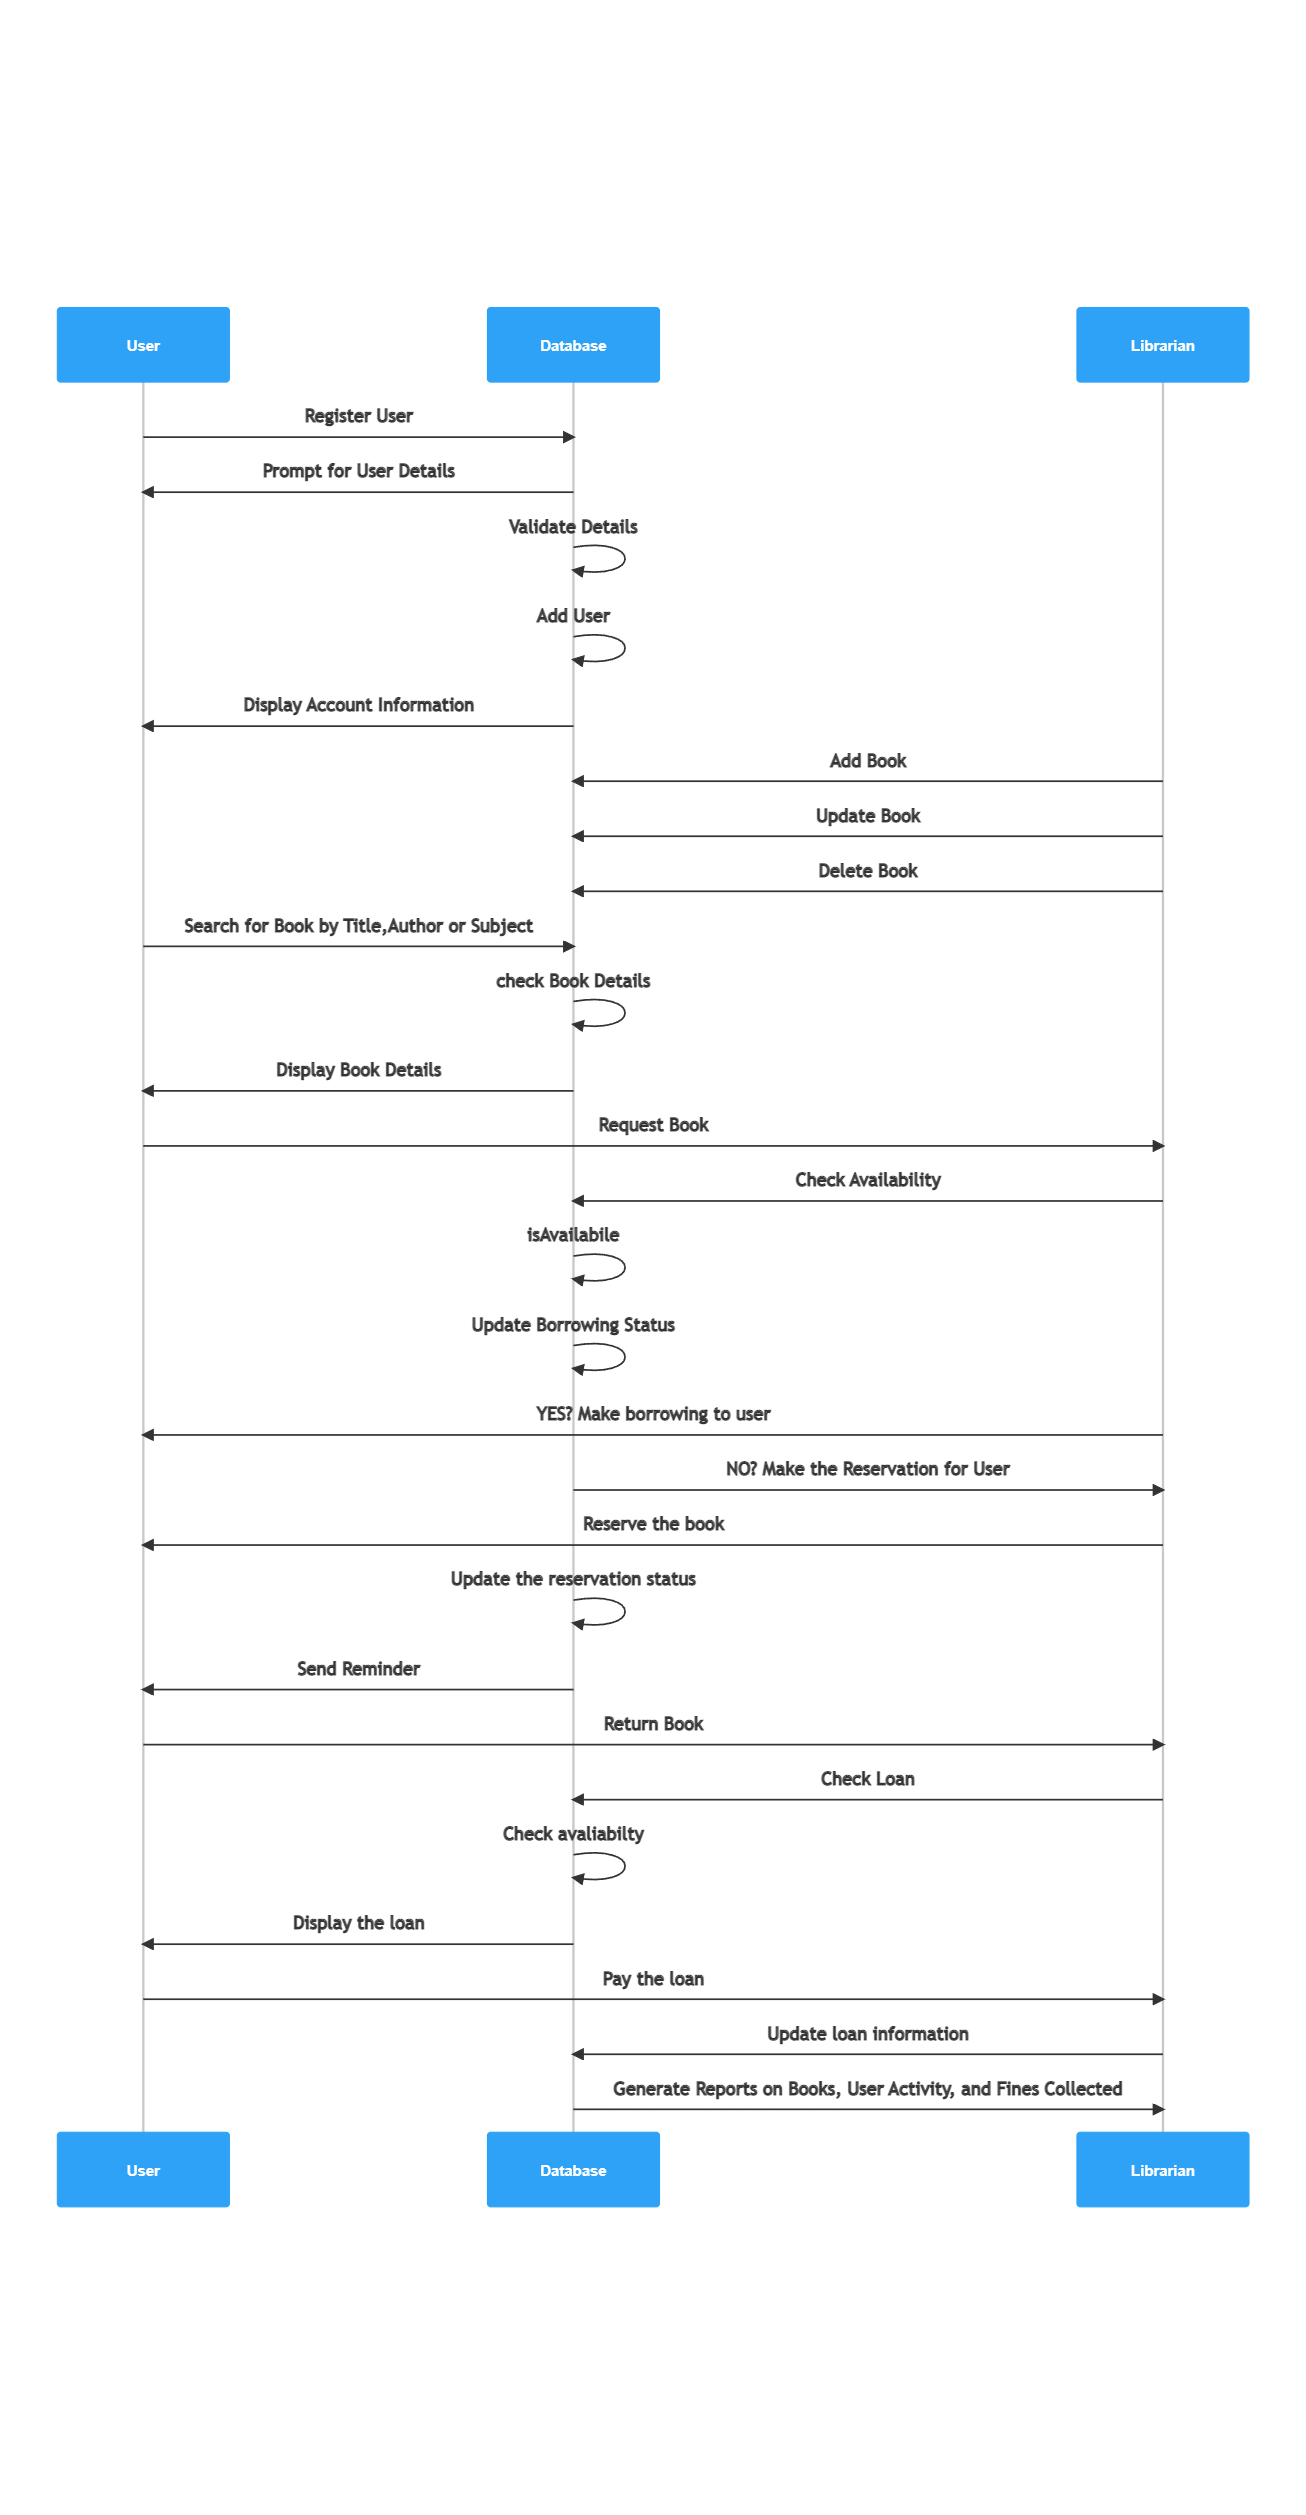 User
Database
Librarian
Register User
Prompt for User Details
Validate Details
Add User
Display Account Information
Add Book
Update Book
Delete Book
Search for Book by Title,Author or Subject
check Book Details
Display Book Details
Request Book
Check Availability
isAvailabile
Update Borrowing Status
YES? Make borrowing to user
NO? Make the Reservation for User
Reserve the book
Update the reservation status
Send Reminder
Return Book
Check Loan
Check avaliabilty
Display the loan
Pay the loan
Update loan information
Generate Reports on Books, User Activity, and Fines Collected
User
Database
Librarian